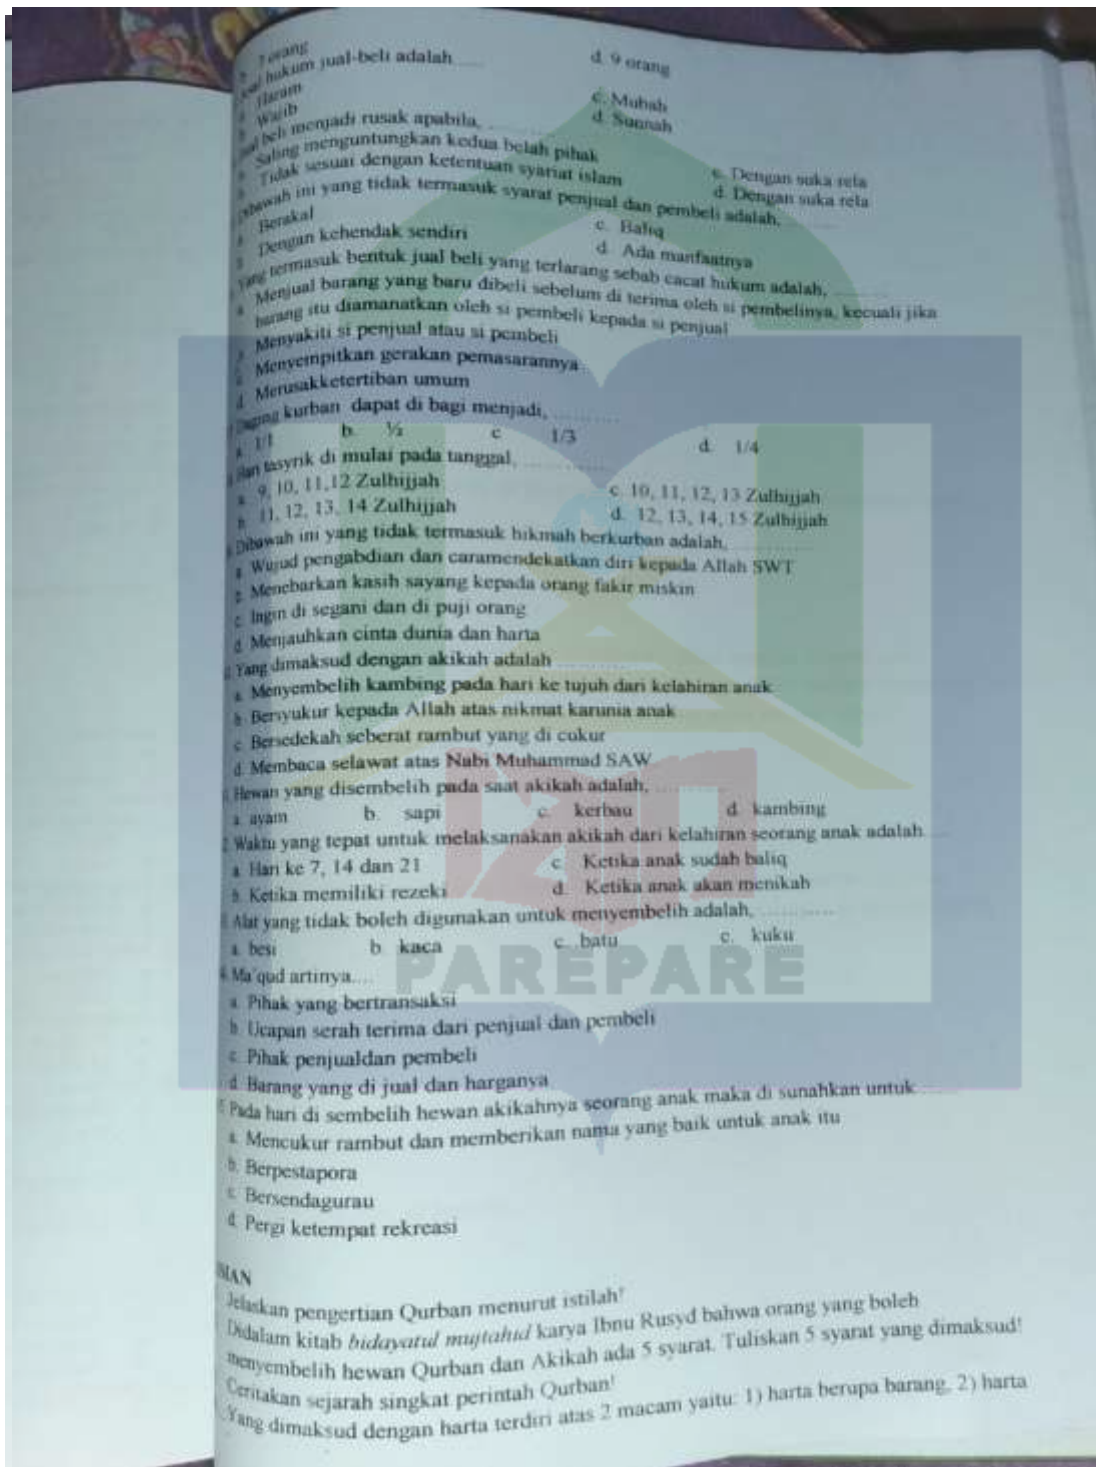 7 orang
d. 9 orang
hukum jual-beli adalah......
Haram
c. Mubah
Wajib
d. Sunnah
beli menjadi rusak apabila,
Saling menguntungkan kedua belah pihak
c. Dengan suka rela
Tidak sesuai dengan ketentuan syariat islam
d. Dengan suka rela
Dibawah ini yang tidak termasuk syarat penjual dan pembeli adalah,
Berakal
c. Baliq
Dengan kehendak sendiri
d. Ada manfaatnya
Yang termasuk bentuk jual beli yang terlarang sebab cacat hukum adalah,
Menjual barang yang baru dibeli sebelum di terima oleh si pembelinya, kecuali jika
barang itu diamanatkan oleh si pembeli kepada si penjual
Menyakiti si penjual atau si pembeli
Menyempitkan gerakan pemasarannya
d. Merusakketertiban umum
Daging kurban dapat di bagi menjadi, .........
a. 1/1 b. ½ c 1/3 d. 1/4
Hari tasyrik di mulai pada tanggal, .........
a. 9, 10, 11,12 Zulhijjah c. 10, 11, 12, 13 Zulhijjah
b. 11, 12, 13, 14 Zulhijjah d. 12, 13, 14, 15 Zulhijjah
Dibawah ini yang tidak termasuk hikmah berkurban adalah,
Wujud pengabdian dan caramendekatkan diri kepada Allah SWT
Menebarkan kasih sayang kepada orang fakir miskin
c. Ingin di segani dan di puji orang
d. Menjauhkan cinta dunia dan harta
Yang dimaksud dengan akikah adalah ..........
a. Menyembelih kambing pada hari ke tujuh dari kelahiran anak
b. Bersyukur kepada Allah atas nikmat karunia anak
c. Bersedekah seberat rambut yang di cukur
d. Membaca selawat atas Nabi Muhammad SAW
Hewan yang disembelih pada saat akikah adalah, .........
a. ayam b. sapi c. kerbau d. kambing
Waktu yang tepat untuk melaksanakan akikah dari kelahiran seorang anak adalah....
a. Hari ke 7, 14 dan 21 c. Ketika anak sudah baliq
b. Ketika memiliki rezeki d. Ketika anak akan menikah
Alat yang tidak boleh digunakan untuk menyembelih adalah, ..........
a. besi b. kaca c. batu c. kuku
PAREPARE
Ma'qud artinya....
a. Pihak yang bertransaksi
b. Ucapan serah terima dari penjual dan pembeli
c. Pihak penjualdan pembeli
d. Barang yang di jual dan harganya
Pada hari di sembelih hewan akikahnya seorang anak maka di sunahkan untuk
a. Mencukur rambut dan memberikan nama yang baik untuk anak itu
b. Berpestapora
c. Bersendagurau
d. Pergi ketempat rekreasi
Jelaskan pengertian Qurban menurut istilah!
Didalam kitab bidayatul mujtahid karya Ibnu Rusyd bahwa orang yang boleh
menyembelih hewan Qurban dan Akikah ada 5 syarat. Tuliskan 5 syarat yang dimaksud!
Ceritakan sejarah singkat perintah Qurban!
Yang dimaksud dengan harta terdiri atas 2 macam yaitu: 1) harta berupa barang, 2) harta